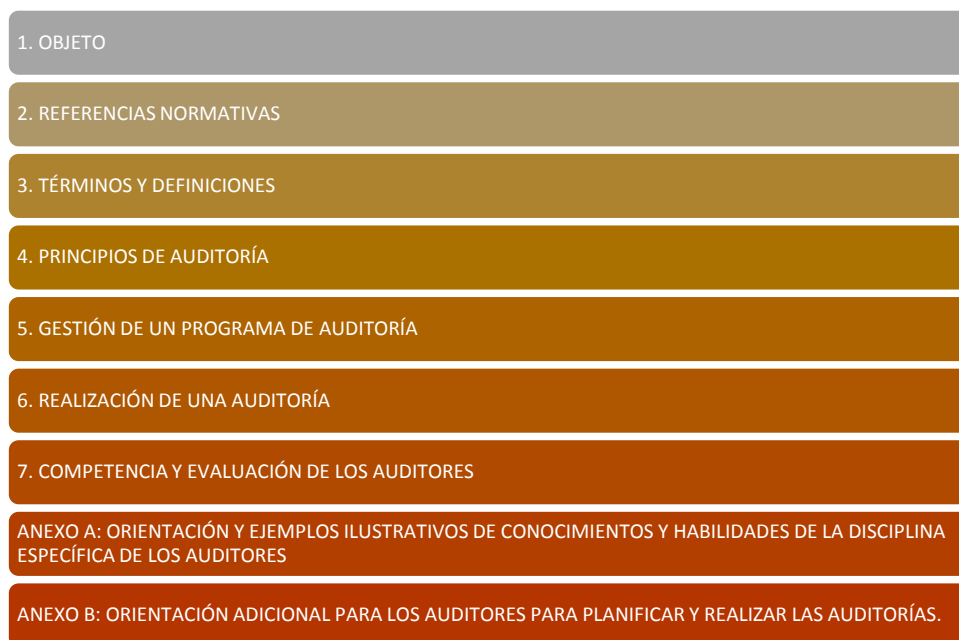 1. OBJETO
2. REFERENCIAS NORMATIVAS
3. TÉRMINOS Y DEFINICIONES
4. PRINCIPIOS DE AUDITORÍA
5. GESTIÓN DE UN PROGRAMA DE AUDITORÍA
6. REALIZACIÓN DE UNA AUDITORÍA
7. COMPETENCIA Y EVALUACIÓN DE LOS AUDITORES
ANEXO A: ORIENTACIÓN Y EJEMPLOS ILUSTRATIVOS DE CONOCIMIENTOS Y HABILIDADES DE LA DISCIPLINA
ESPECÍFICA DE LOS AUDITORES
ANEXO B: ORIENTACIÓN ADICIONAL PARA LOS AUDITORES PARA PLANIFICAR Y REALIZAR LAS AUDITORÍAS.